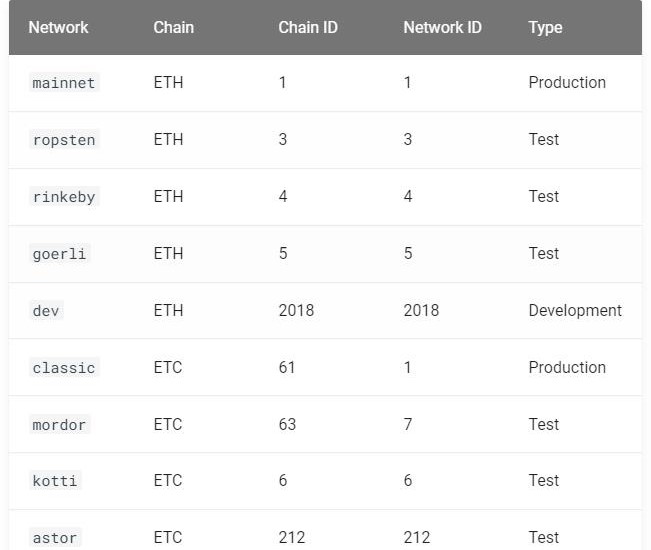 Network Chain Chain ID Network ID Type
mainnet ETH 1 1 Production
ropsten ETH 3 3 Test
rinkeby ETH 4 4 Test
goerli ETH 5 5 Test
dev ETH 2018 2018 Development
classic ETC 61 1 Production
mordor ETC 63 7 Test
kotti ETC 6 6 Test
astor ETC 212 212 Test